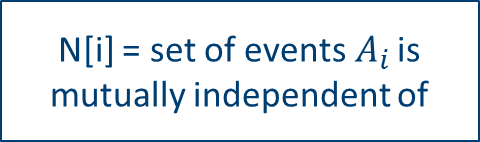 N[i] = set of events A_i is
mutually independent of